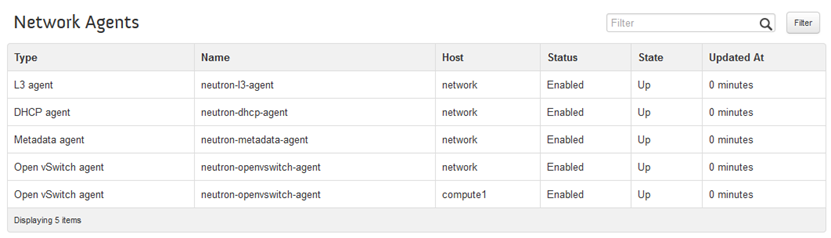 Network Agents
Filter Filter
Type Name Host Status State Updated At
L3 agent neutron-l3-agent network Enabled Up 0 minutes
DHCP agent neutron-dhcp-agent network Enabled Up 0 minutes
Metadata agent neutron-metadata-agent network Enabled Up 0 minutes
Open vSwitch agent neutron-openvswitch-agent network Enabled Up 0 minutes
Open vSwitch agent neutron-openvswitch-agent compute1 Enabled Up 0 minutes
Displaying 5 items